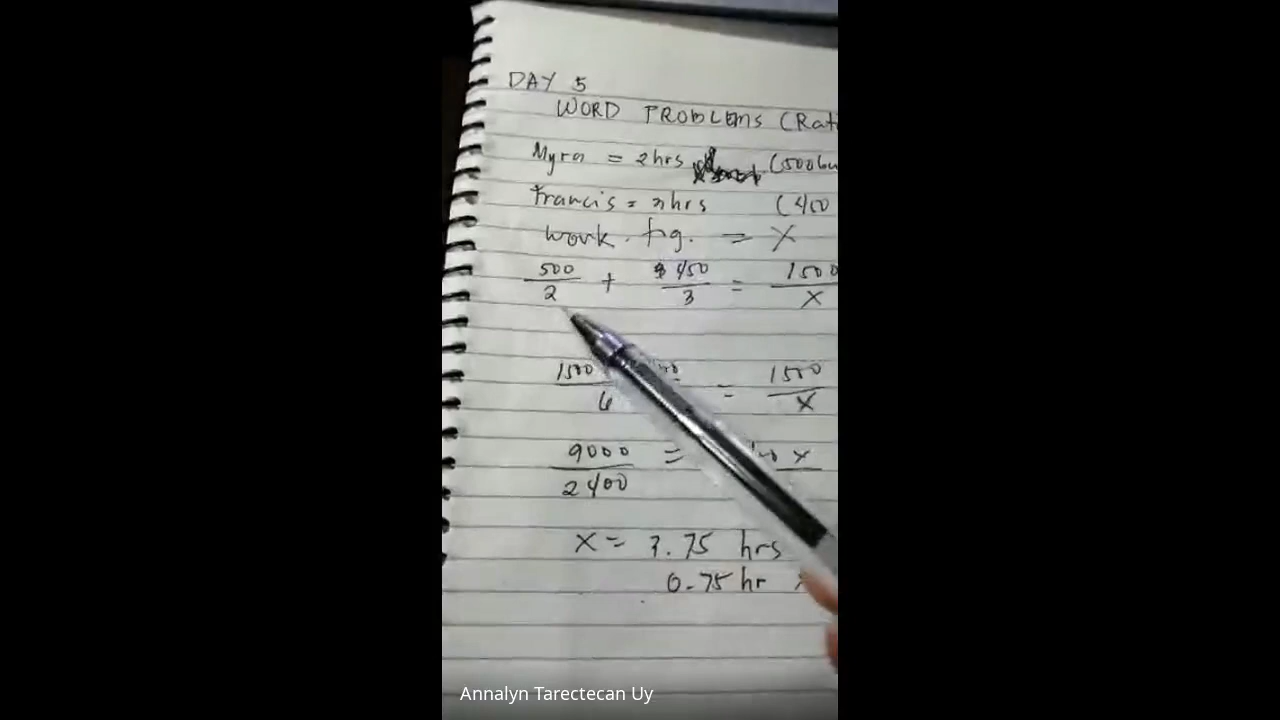 DAY 5
WORD PROBLEMS (Rat
Myra = 2hrs (500
Francis = 3hrs (450
work = X
500/2 + 450/3 = 1500/X
1500/6 = 1500/X
9000/2400 = X
X = 3.75 hrs
0.75 hr
Annalyn Tarectecan Uy